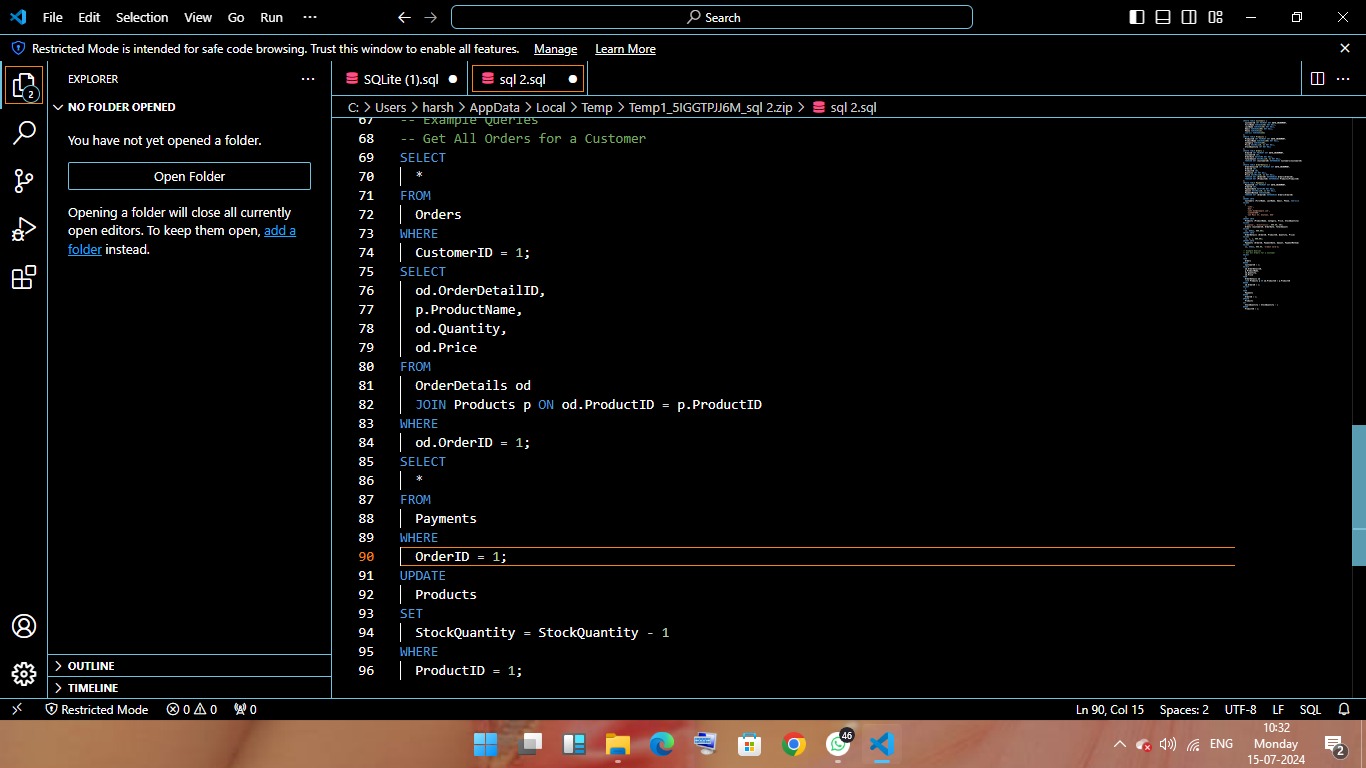 File Edit Selection View Go Run ···
Search
Restricted Mode is intended for safe code browsing. Trust this window to enable all features. Manage Learn More
EXPLORER
SQLite (1).sql
sql 2.sql
2
NO FOLDER OPENED
C: > Users > harsh > AppData > Local > Temp > Temp1_5IGGTPJJ6M_sql 2.zip > sql 2.sql
You have not yet opened a folder.
Open Folder
Opening a folder will close all currently
open editors. To keep them open, add a
folder instead.
67 -- Example Queries
68 -- Get All Orders for a Customer
69 SELECT
70 *
71 FROM
72 Orders
73 WHERE
74 CustomerID = 1;
75 SELECT
76 od.OrderDetailID,
77 p.ProductName,
78 od.Quantity,
79 od.Price
80 FROM
81 OrderDetails od
82 JOIN Products p ON od.ProductID = p.ProductID
83 WHERE
84 od.OrderID = 1;
85 SELECT
86 *
87 FROM
88 Payments
89 WHERE
90 OrderID = 1;
91 UPDATE
92 Products
93 SET
94 StockQuantity = StockQuantity - 1
95 WHERE
96 ProductID = 1;
OUTLINE
TIMELINE
Restricted Mode 0 0 0 Ln 90, Col 15 Spaces: 2 UTF-8 LF SQL
46
ENG
10:32
Monday
15-07-2024
2